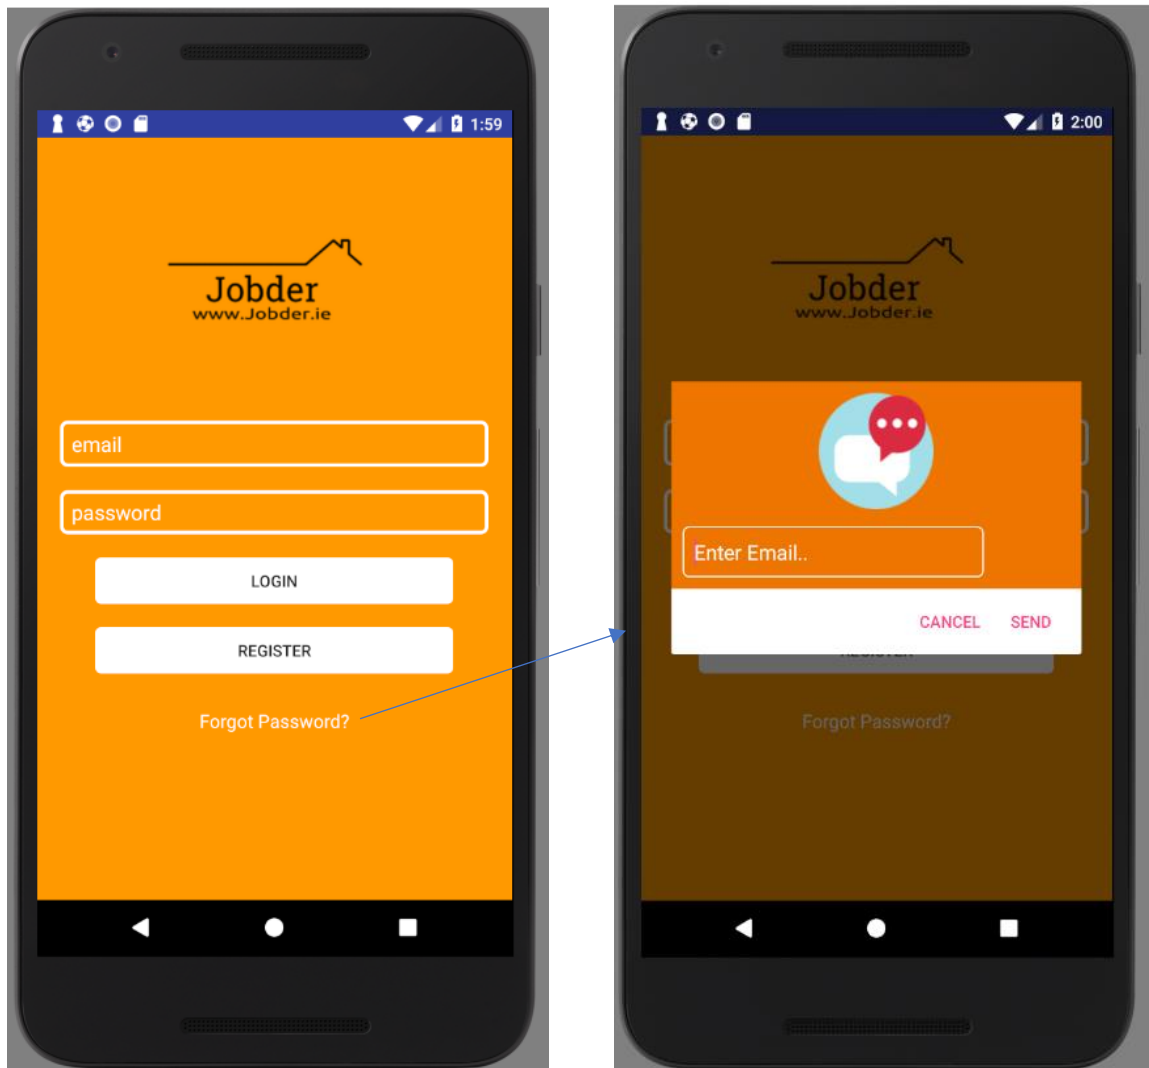 1:59
Jobder
www.Jobder.ie
email
password
LOGIN
REGISTER
Forgot Password?
2:00
Jobder
www.Jobder.ie
Enter Email..
CANCEL SEND
REGISTER
Forgot Password?